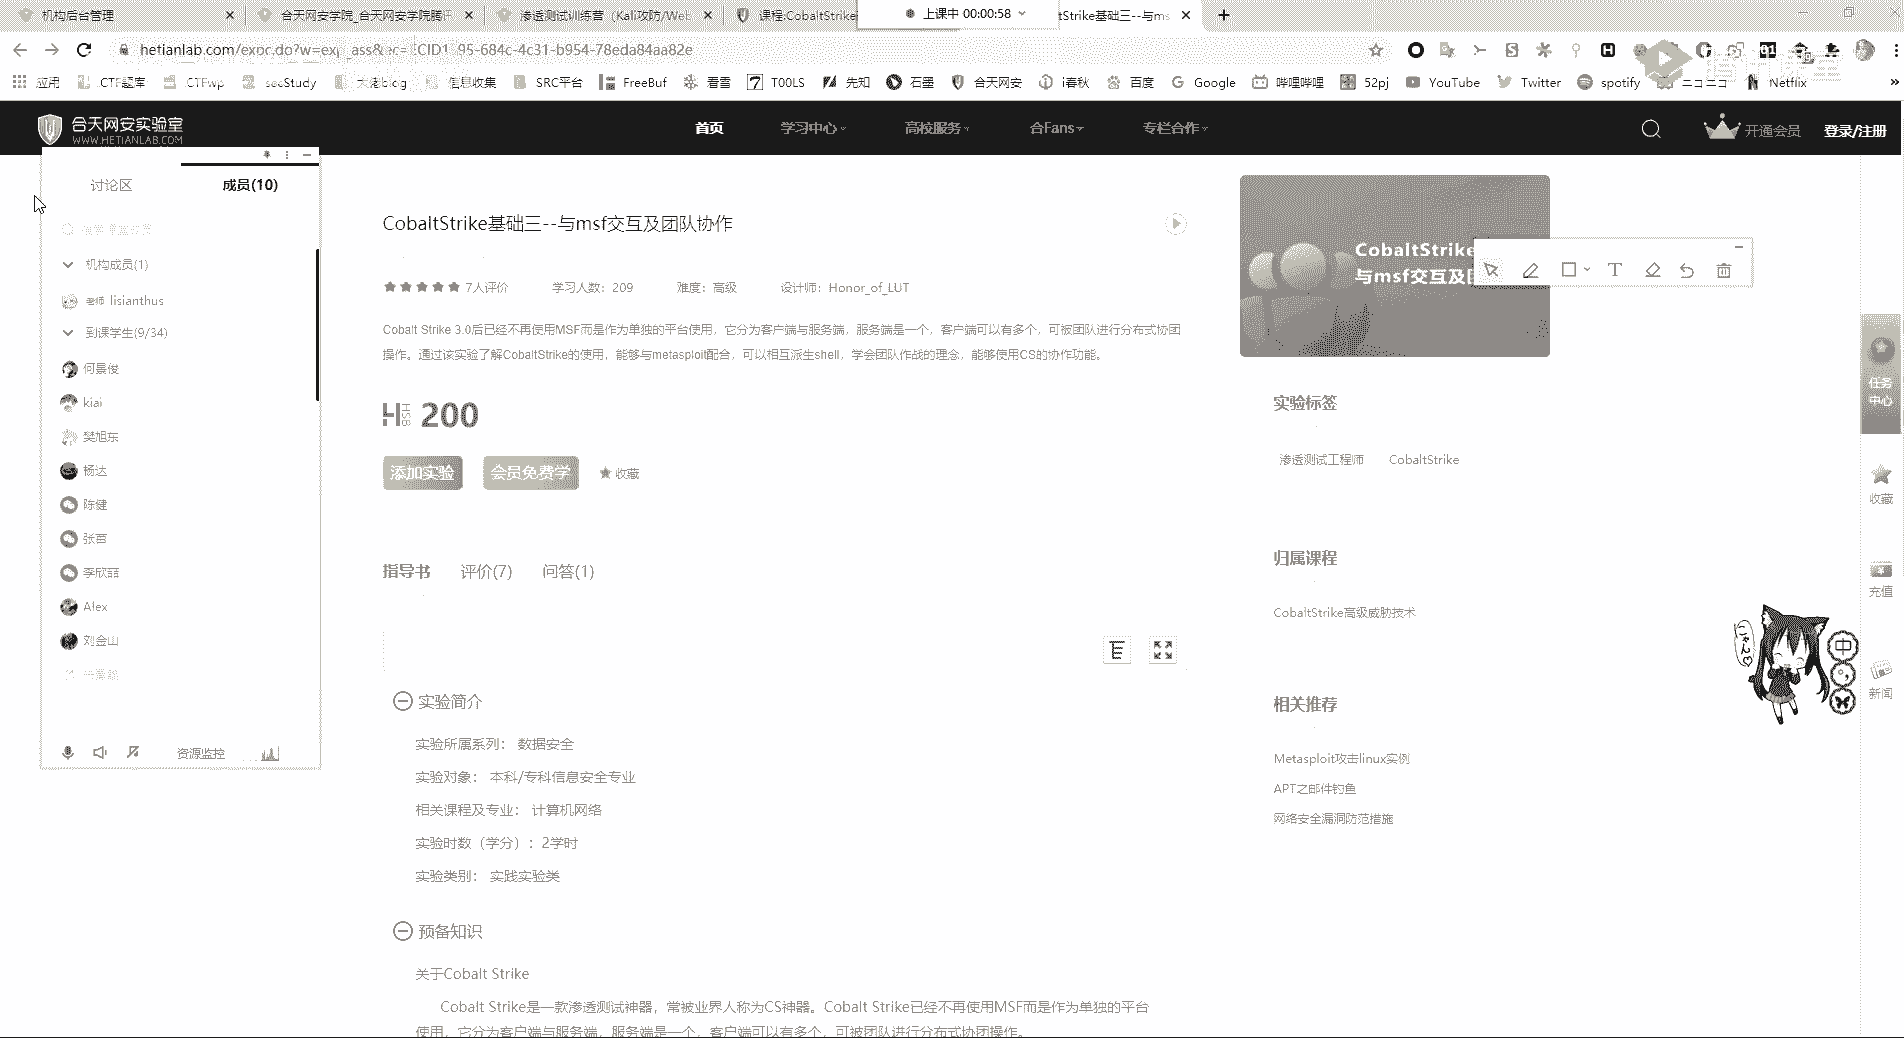 机构后台管理
合天网安学院_合天网安学院腾讯
渗透测试训练营（Kali攻防/Web
课程:CobaltStrike
上课中 00:00:58
tStrike基础三--与ms
应用
CTF题库
CTFwp
secStudy
大佬blog
信息收集
SRC平台
FreeBuf
看雪
T00LS
先知
石墨
合天网安
i春秋
百度
Google
哔哩哔哩
52pj
YouTube
Twitter
spotify
ニコニコ
Netflix
合天网安实验室
WWW.HETIANLAB.COM
首页
学习中心
高校服务
合Fans
专栏合作
开通会员
登录/注册
讨论区
成员(10)
机构成员(1)
老师 lisianthus
到课学生(9/34)
何景俊
kiai
樊旭东
杨达
陈健
张苗
李欣丽
Alex
刘金山
资源监控
CobaltStrike基础三--与msf交互及团队协作
7人评价
学习人数：209
难度：高级
设计师：Honor_of_LUT
Cobalt Strike 3.0后已经不再使用MSF而是作为单独的平台使用，它分为客户端与服务端，服务端是一个，客户端可以有多个，可被团队进行分布式协团
操作。通过该实验了解CobaltStrike的使用，能够与metasploit配合，可以相互派生shell，学会团队作战的理念，能够使用CS的协作功能。
HSB 200
添加实验
会员免费学
收藏
指导书
评价(7)
问答(1)
实验简介
实验所属系列： 数据安全
实验对象： 本科/专科信息安全专业
相关课程及专业： 计算机网络
实验时数（学分）：2学时
实验类别： 实践实验类
预备知识
关于Cobalt Strike
Cobalt Strike是一款渗透测试神器，常被业界人称为CS神器。Cobalt Strike已经不再使用MSF而是作为单独的平台
使用，它分为客户端与服务端，服务端是一个，客户端可以有多个，可被团队进行分布式协团操作。
CobaltStrike
与msf交互及
实验标签
渗透测试工程师
CobaltStrike
归属课程
CobaltStrike高级威胁技术
相关推荐
Metasploit攻击linux实例
APT之邮件钓鱼
网络安全漏洞防范措施
任务
中心
收藏
充值
新闻
中